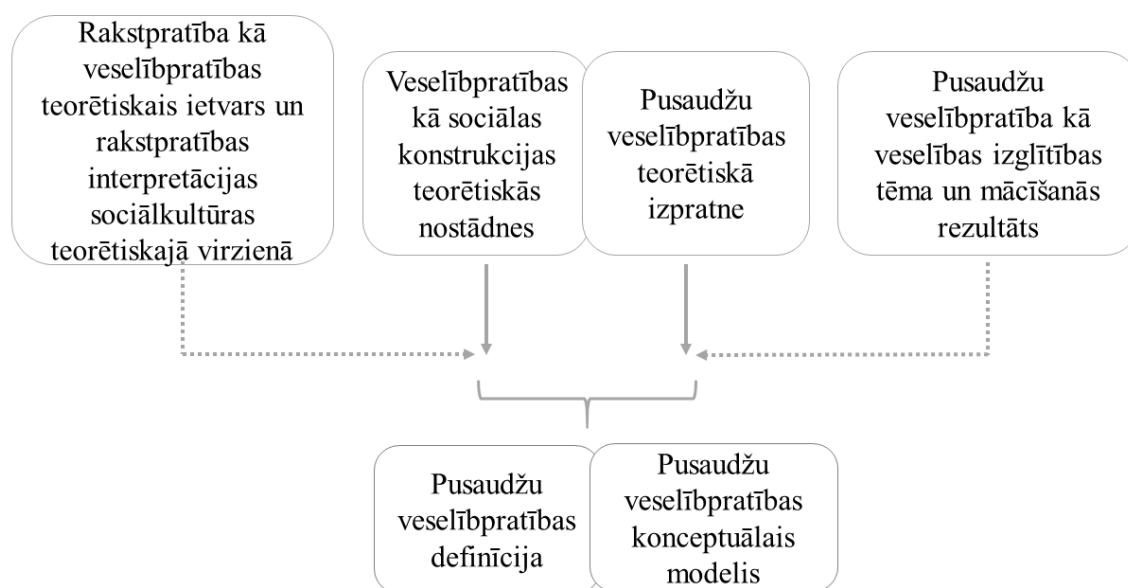 Rakstpratība kā
veselībpratības
teorētiskais ietvars un
rakstpratības
interpretācijas
sociālkultūras
teorētiskajā virzienā
Veselībpratības
kā sociālas
konstrukcijas
teorētiskās
nostādnes
Pusaudžu
veselībpratības
teorētiskā
izpratne
Pusaudžu
veselībpratība kā
veselības izglītības
tēma un mācīšanās
rezultāts
Pusaudžu
veselībpratības
definīcija
Pusaudžu
veselībpratības
konceptuālais
modelis